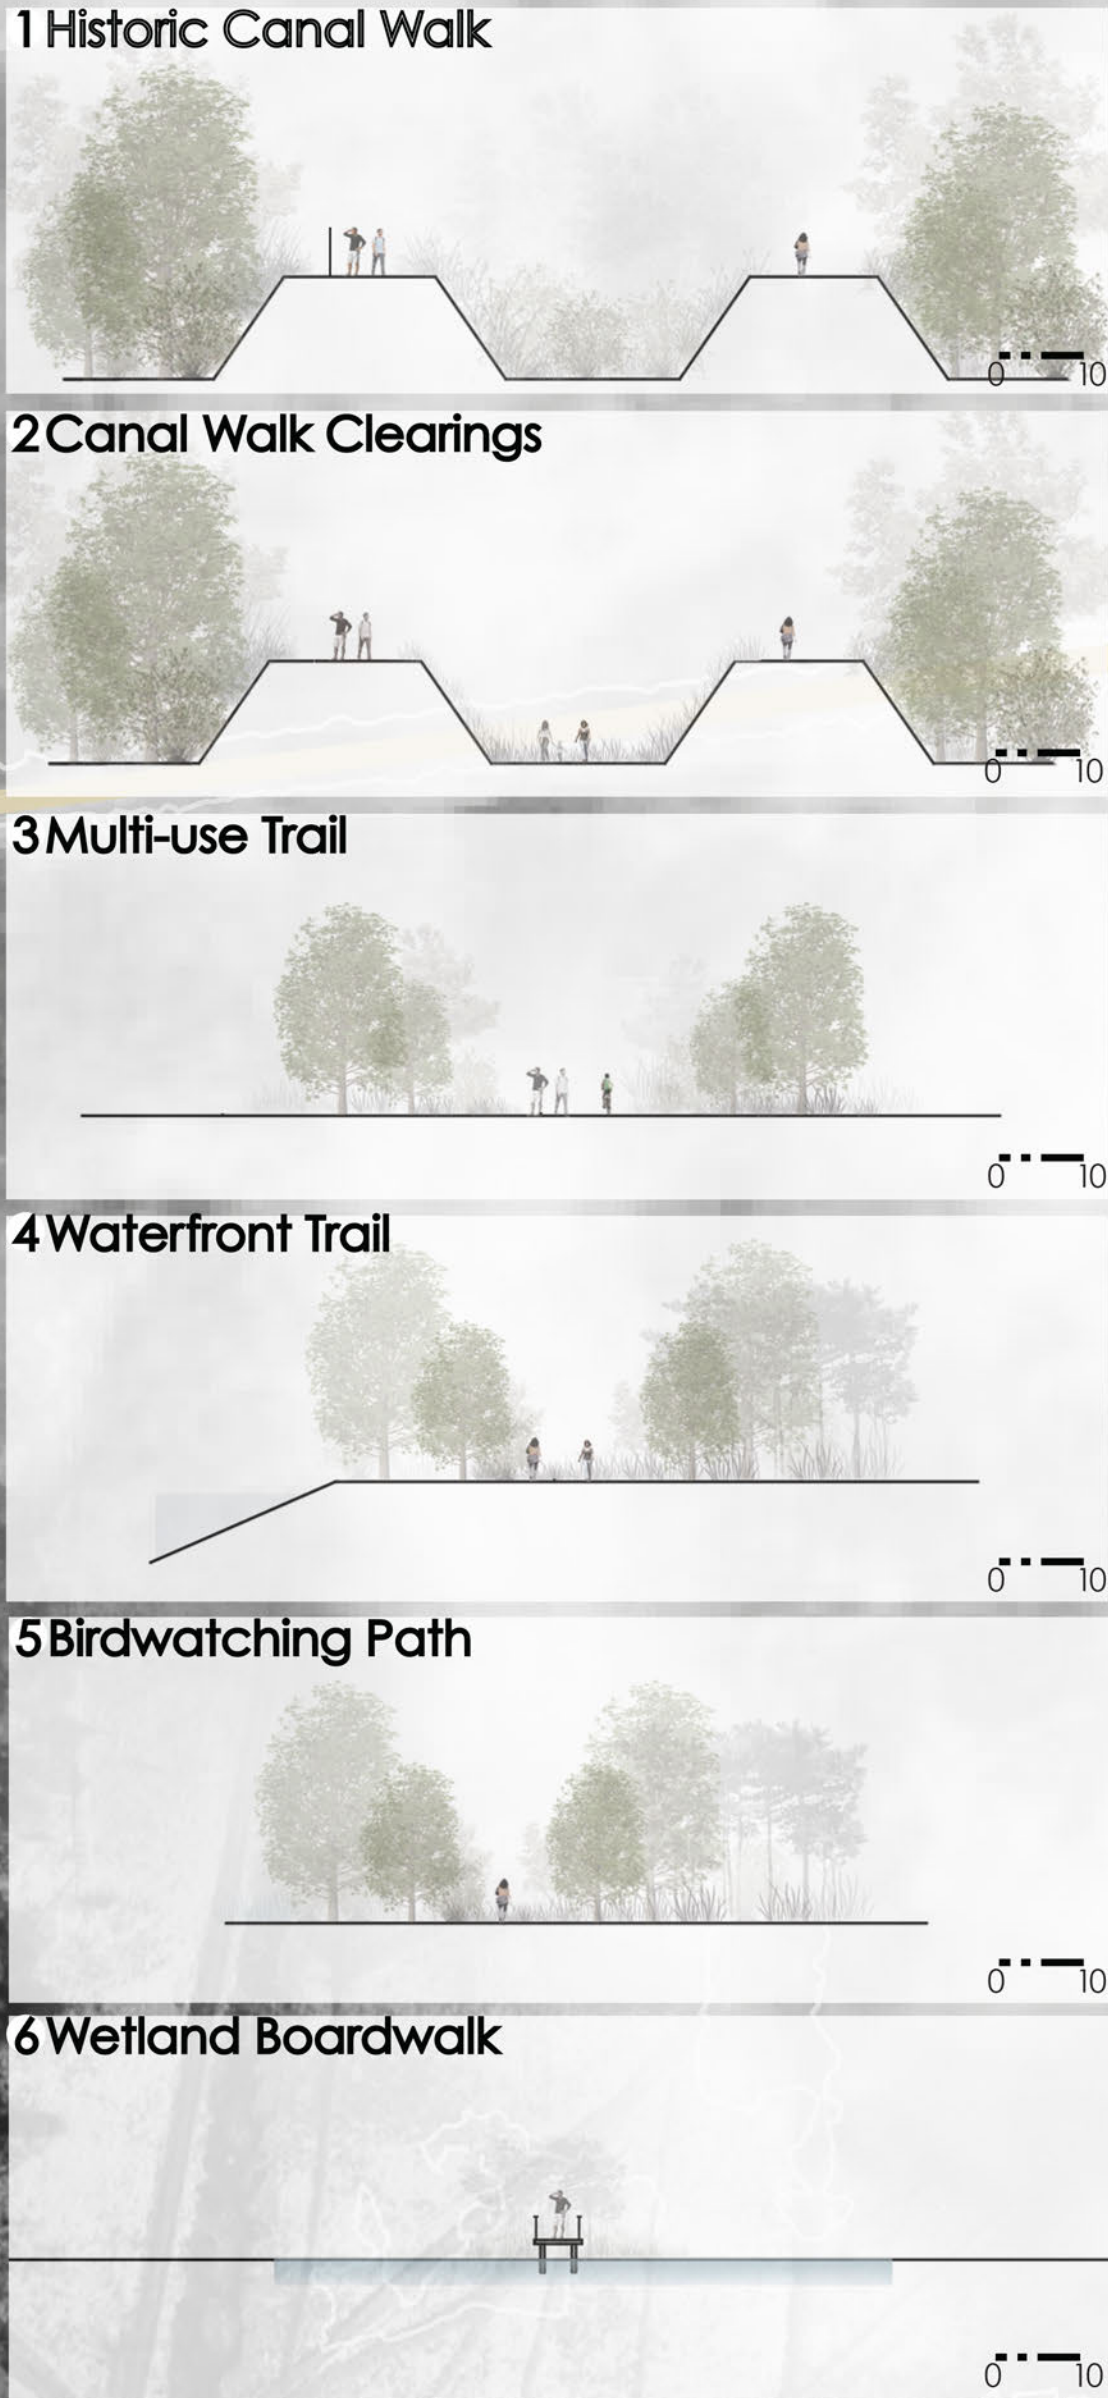 1 Historic Canal Walk
0 10
2 Canal Walk Clearings
0 10
3 Multi-use Trail
0 10
4 Waterfront Trail
0 10
5 Birdwatching Path
0 10
6 Wetland Boardwalk
0 10